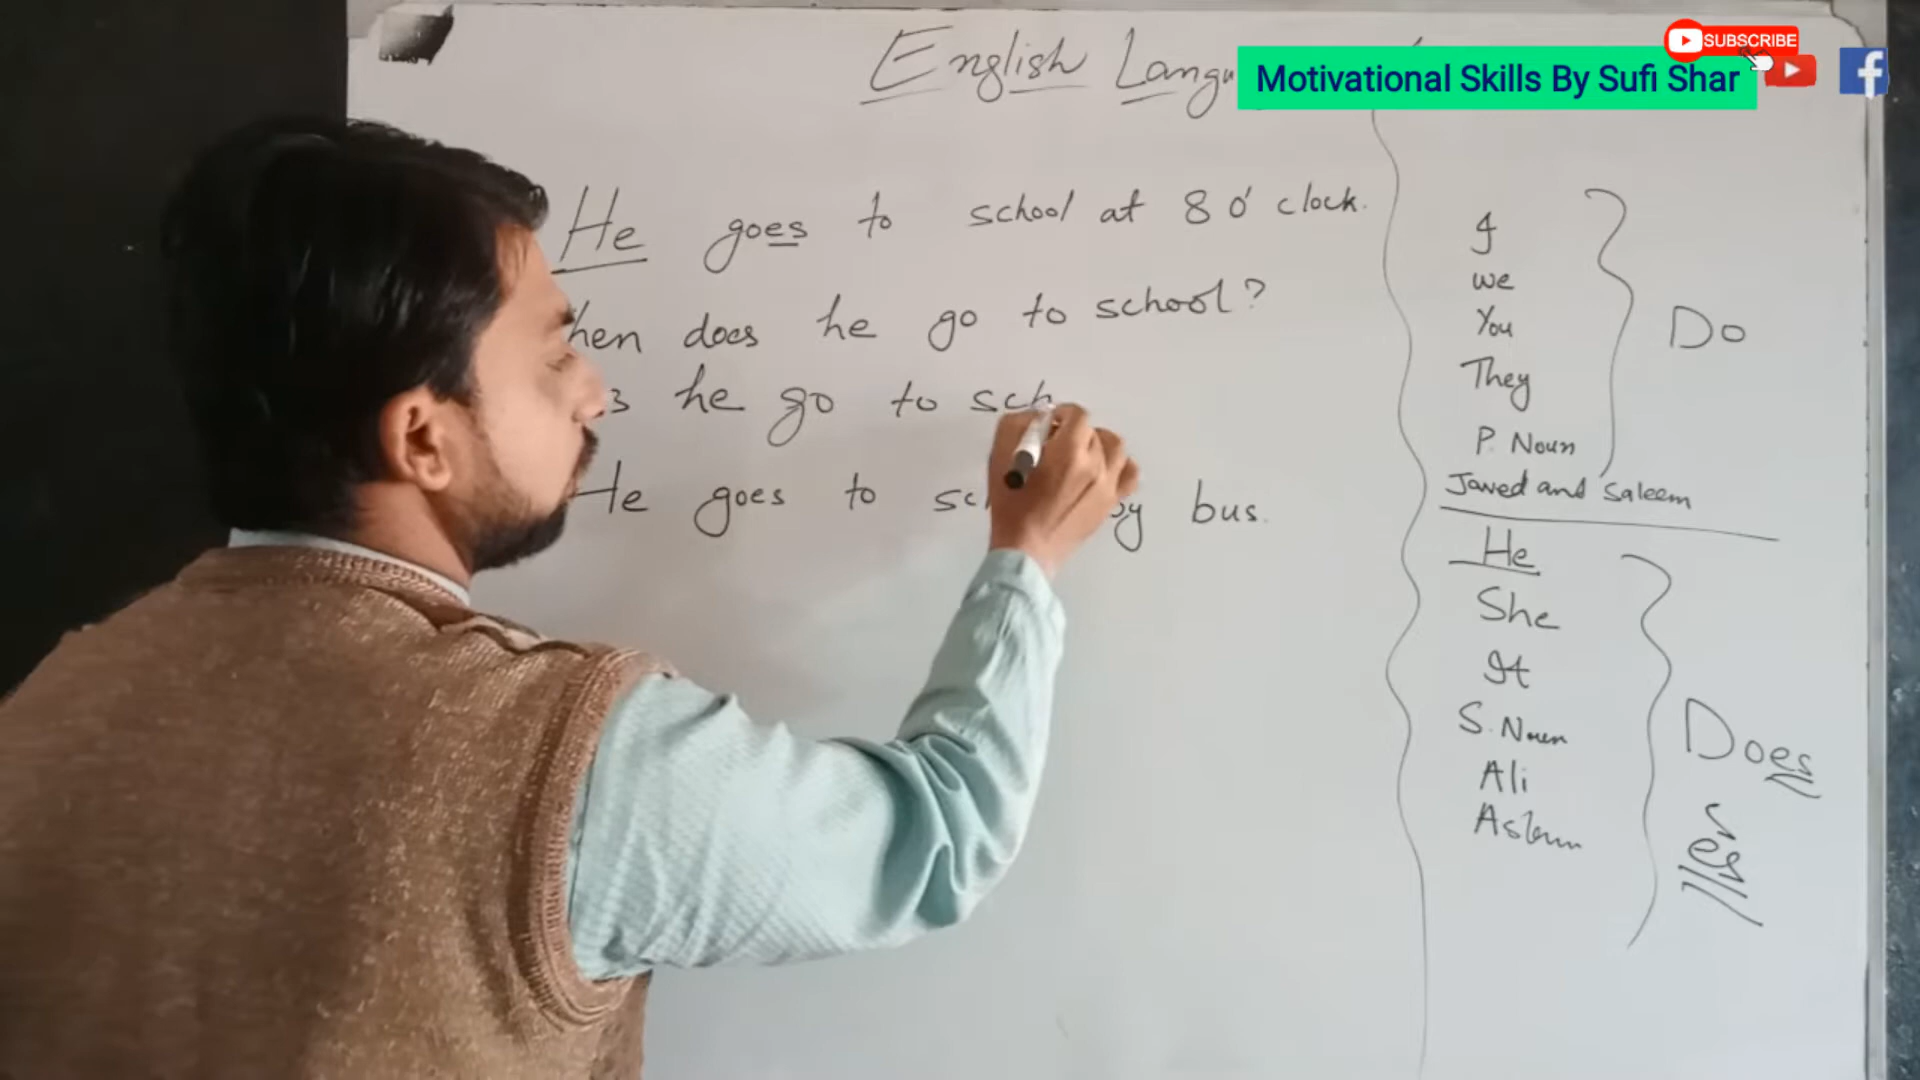 English Langu
SUBSCRIBE
Motivational Skills By Sufi Shar
He goes to school at 8 o' clock.
hen does he go to school?
s he go to sch
He goes to sc by bus.
I
we
You
They
P. Noun
Javed and Saleem
Do
He
She
It
S. Noun
Ali
Does
es